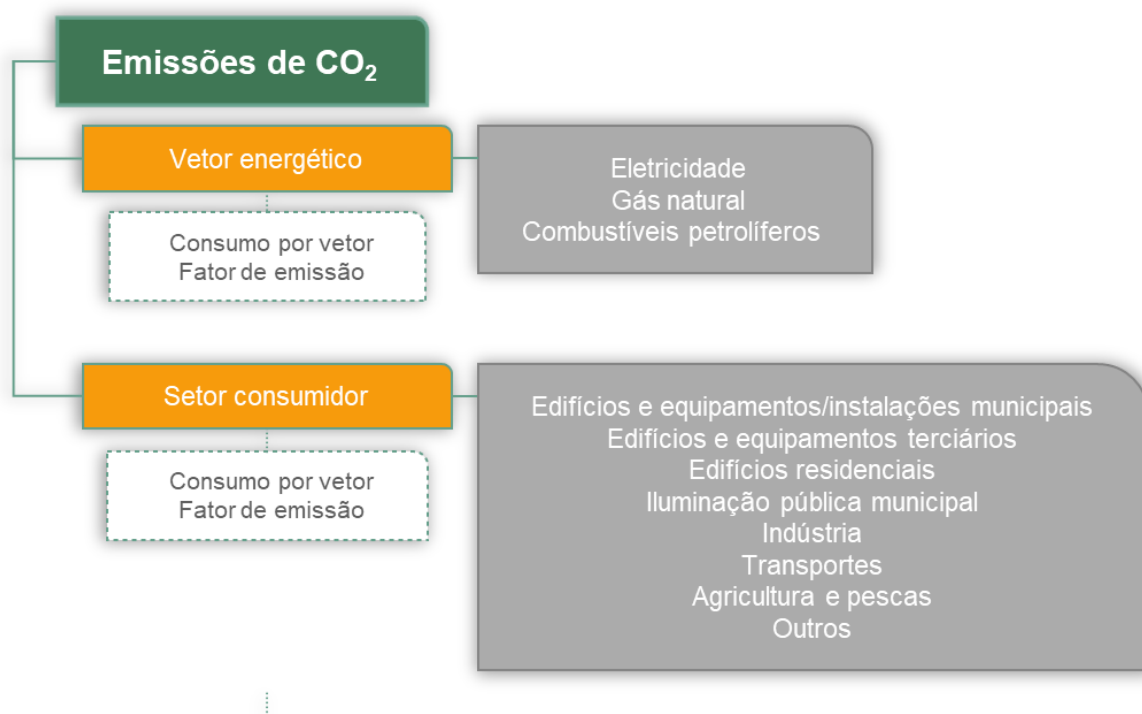 Emissões de CO₂
Vetor energético
Consumo por vetor
Fator de emissão
Eletricidade
Gás natural
Combustíveis petrolíferos
Setor consumidor
Consumo por vetor
Fator de emissão
Edifícios e equipamentos/instalações municipais
Edifícios e equipamentos terciários
Edifícios residenciais
Iluminação pública municipal
Indústria
Transportes
Agricultura e pescas
Outros